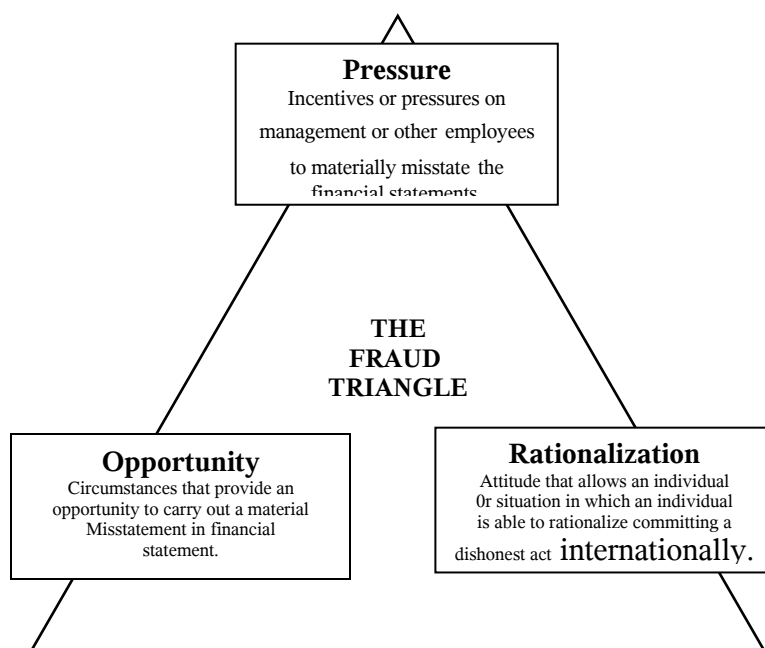 Pressure
Incentives or pressures on
management or other employees
to materially misstate the
financial statements
THE
FRAUD
TRIANGLE
Opportunity
Circumstances that provide an
opportunity to carry out a material
Misstatement in financial
statement.
Rationalization
Attitude that allows an individual
0r situation in which an individual
is able to rationalize committing a
dishonest act internationally.